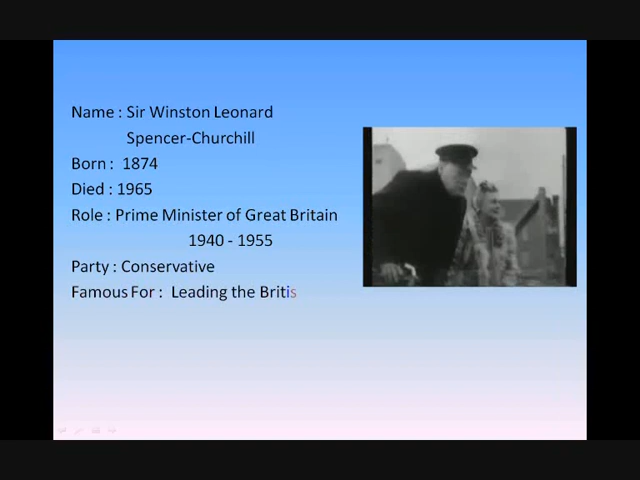 Name : Sir Winston Leonard
Spencer-Churchill
Born : 1874
Died : 1965
Role : Prime Minister of Great Britain
1940 - 1955
Party : Conservative
Famous For : Leading the Britis